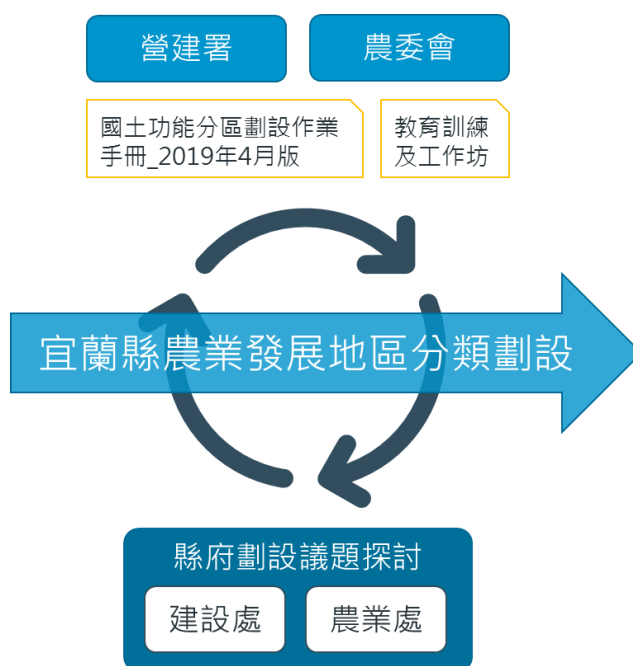 營建署
農委會
國土功能分區劃設作業
手冊_2019年4月版
教育訓練
及工作坊
宜蘭縣農業發展地區分類劃設
縣府劃設議題探討
建設處
農業處